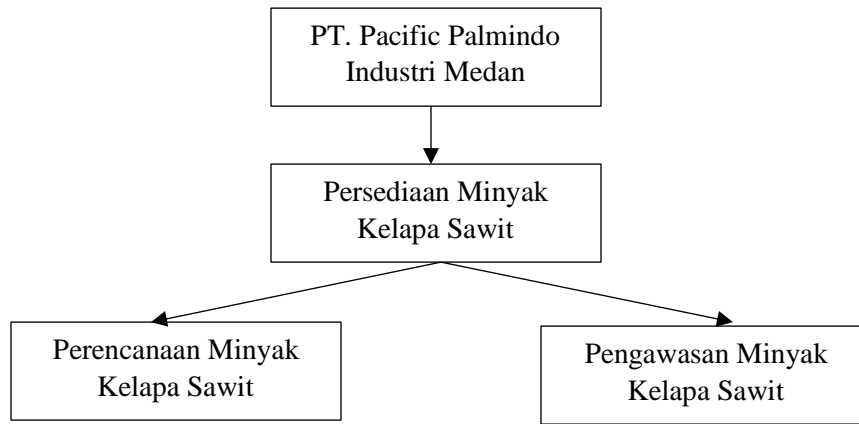 PT. Pacific Palmindo
Industri Medan
Persediaan Minyak
Kelapa Sawit
Perencanaan Minyak
Kelapa Sawit
Pengawasan Minyak
Kelapa Sawit